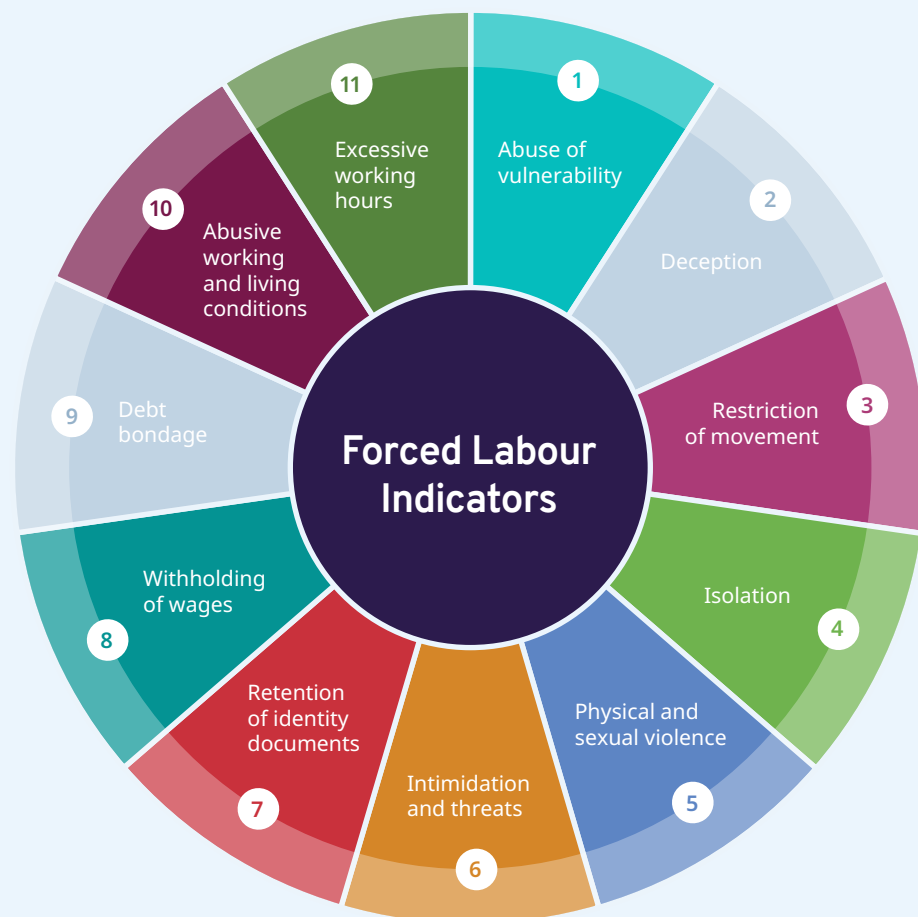 Forced Labour
Indicators
1
Abuse of
vulnerability
2
Deception
3
Restriction
of movement
4
Isolation
5
Physical and
sexual violence
6
Intimidation
and threats
7
Retention
of identity
documents
8
Withholding
of wages
9
Debt
bondage
10
Abusive
working
and living
conditions
11
Excessive
working
hours